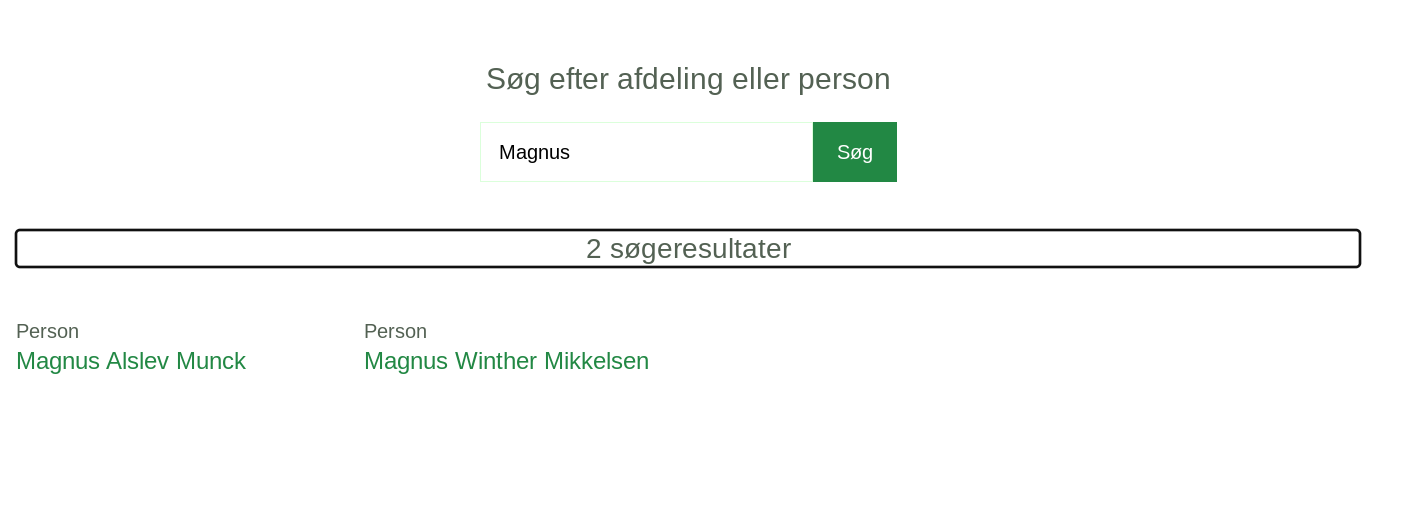 Søg efter afdeling eller person
Magnus
Søg
2 søgeresultater
Person
Magnus Alslev Munck
Person
Magnus Winther Mikkelsen